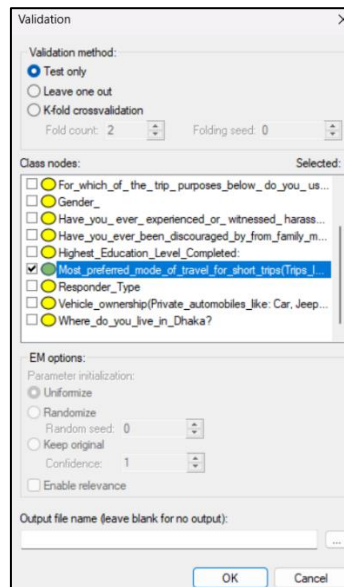 Validation
Validation method:
Test only
Leave one out
K-fold crossvalidation
Fold count: 2 Folding seed: 0
Class nodes: Selected:
For_which_of_the_trip_purposes_below_do_you_us...
Gender_
Have_you_ever_experienced_or_witnessed_harass...
Have_you_ever_been_discouraged_by_from_family_m...
Highest_Education_Level_Completed:
Most_preferred_mode_of_travel_for_short_trips(Trips_l...
Responder_Type
Vehicle_ownership(Private_automobiles_like: Car, Jeep...
Where_do_you_live_in_Dhaka?
EM options:
Parameter initialization:
Uniformize
Randomize
Random seed: 0
Keep original
Confidence: 1
Enable relevance
Output file name (leave blank for no output):
...
OK Cancel